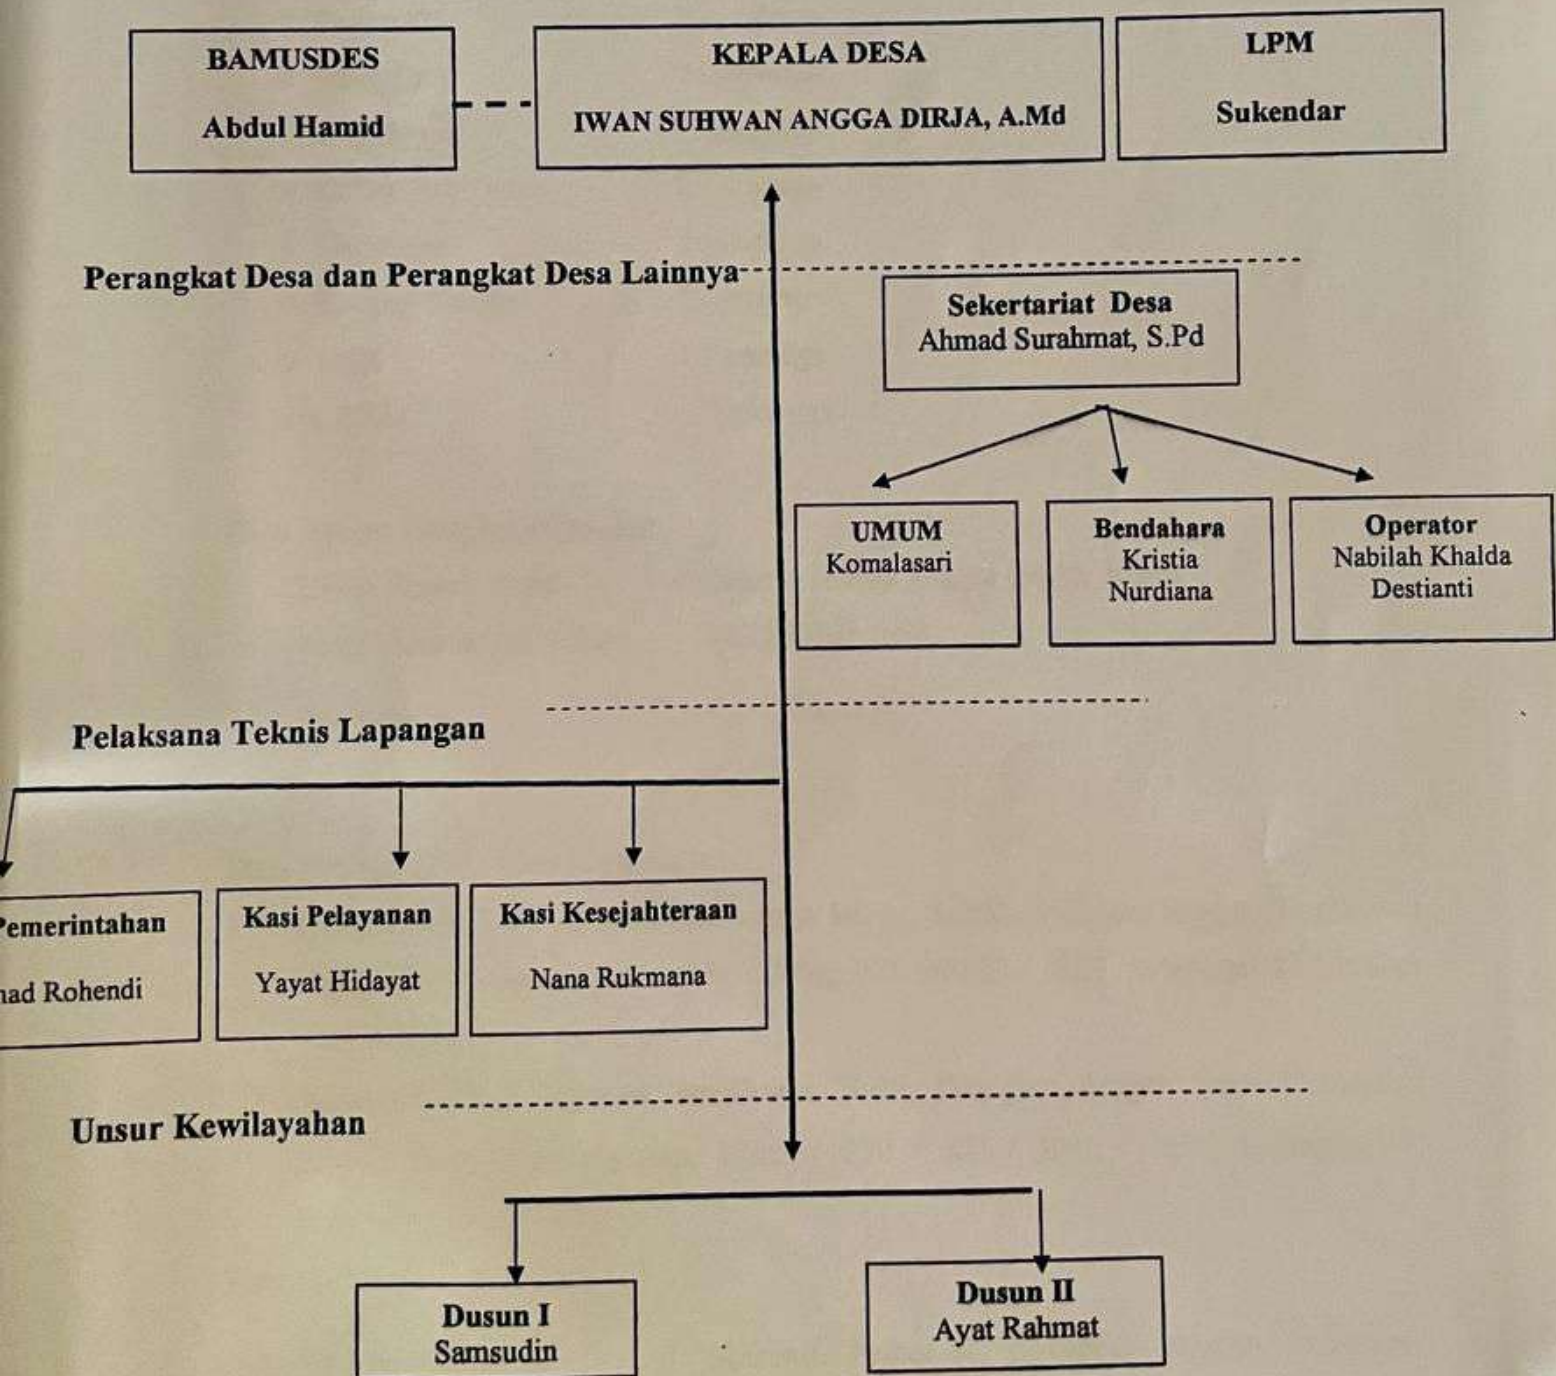 BAMUSDES
Abdul Hamid
KEPALA DESA
IWAN SUHWAN ANGGA DIRJA, A.Md
LPM
Sukendar
Perangkat Desa dan Perangkat Desa Lainnya
Sekertariat Desa
Ahmad Surahmat, S.Pd
UMUM
Komalasari
Bendahara
Kristia
Nurdiana
Operator
Nabilah Khalda
Destianti
Pelaksana Teknis Lapangan
Pemerintahan
Rohendi
Kasi Pelayanan
Yayat Hidayat
Kasi Kesejahteraan
Nana Rukmana
Unsur Kewilayahan
Dusun I
Samsudin
Dusun II
Ayat Rahmat